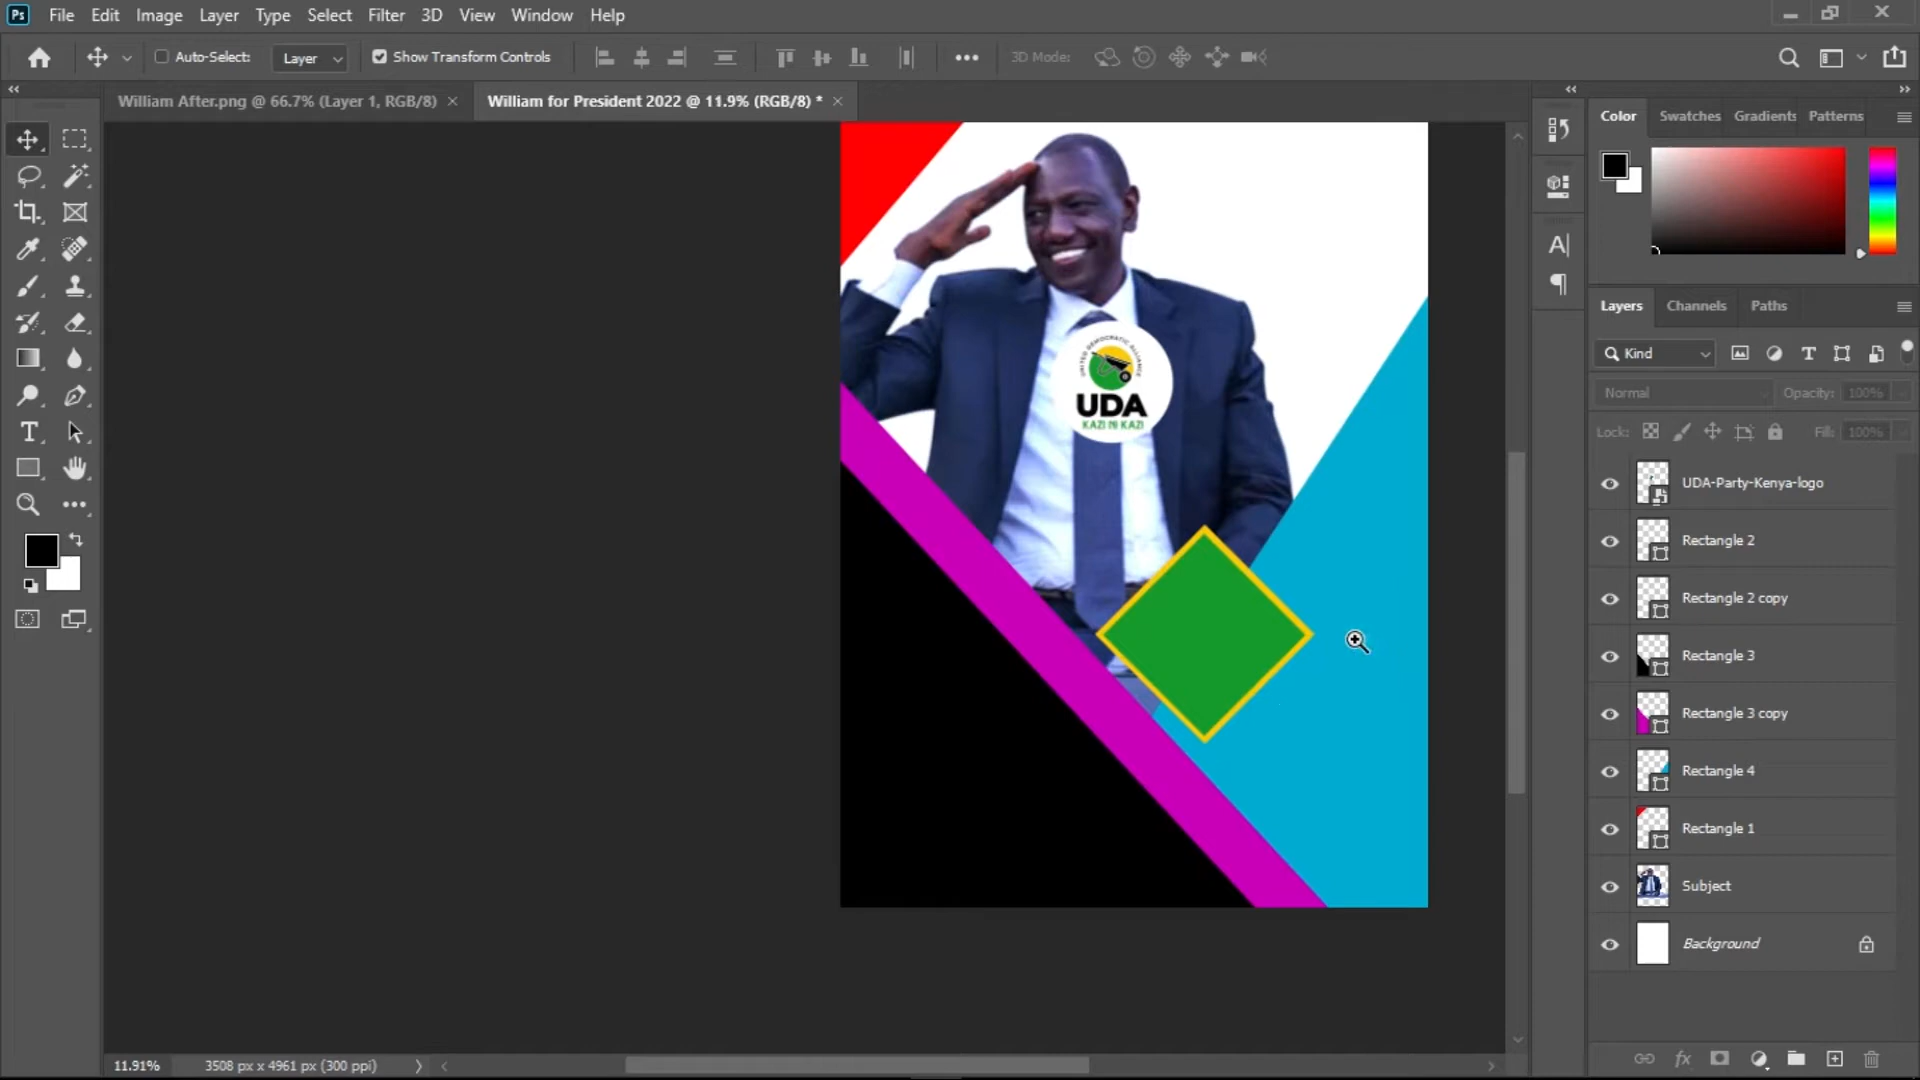 Ps File Edit Image Layer Type Select Filter 3D View Window Help
Auto-Select: Layer Show Transform Controls 3D Mode:
William After.png @ 66.7% (Layer 1, RGB/8) William for President 2022 @ 11.9% (RGB/8) *
Color Swatches Gradients Patterns
UNITED DEMOCRATIC ALLIANCE
UDA
KAZI NI KAZI
Layers Channels Paths
Kind
Normal Opacity: 100%
Lock: Fill: 100%
UDA-Party-Kenya-logo
Rectangle 2
Rectangle 2 copy
Rectangle 3
Rectangle 3 copy
Rectangle 4
Rectangle 1
Subject
Background
11.91% 3508 px x 4961 px (300 ppi)